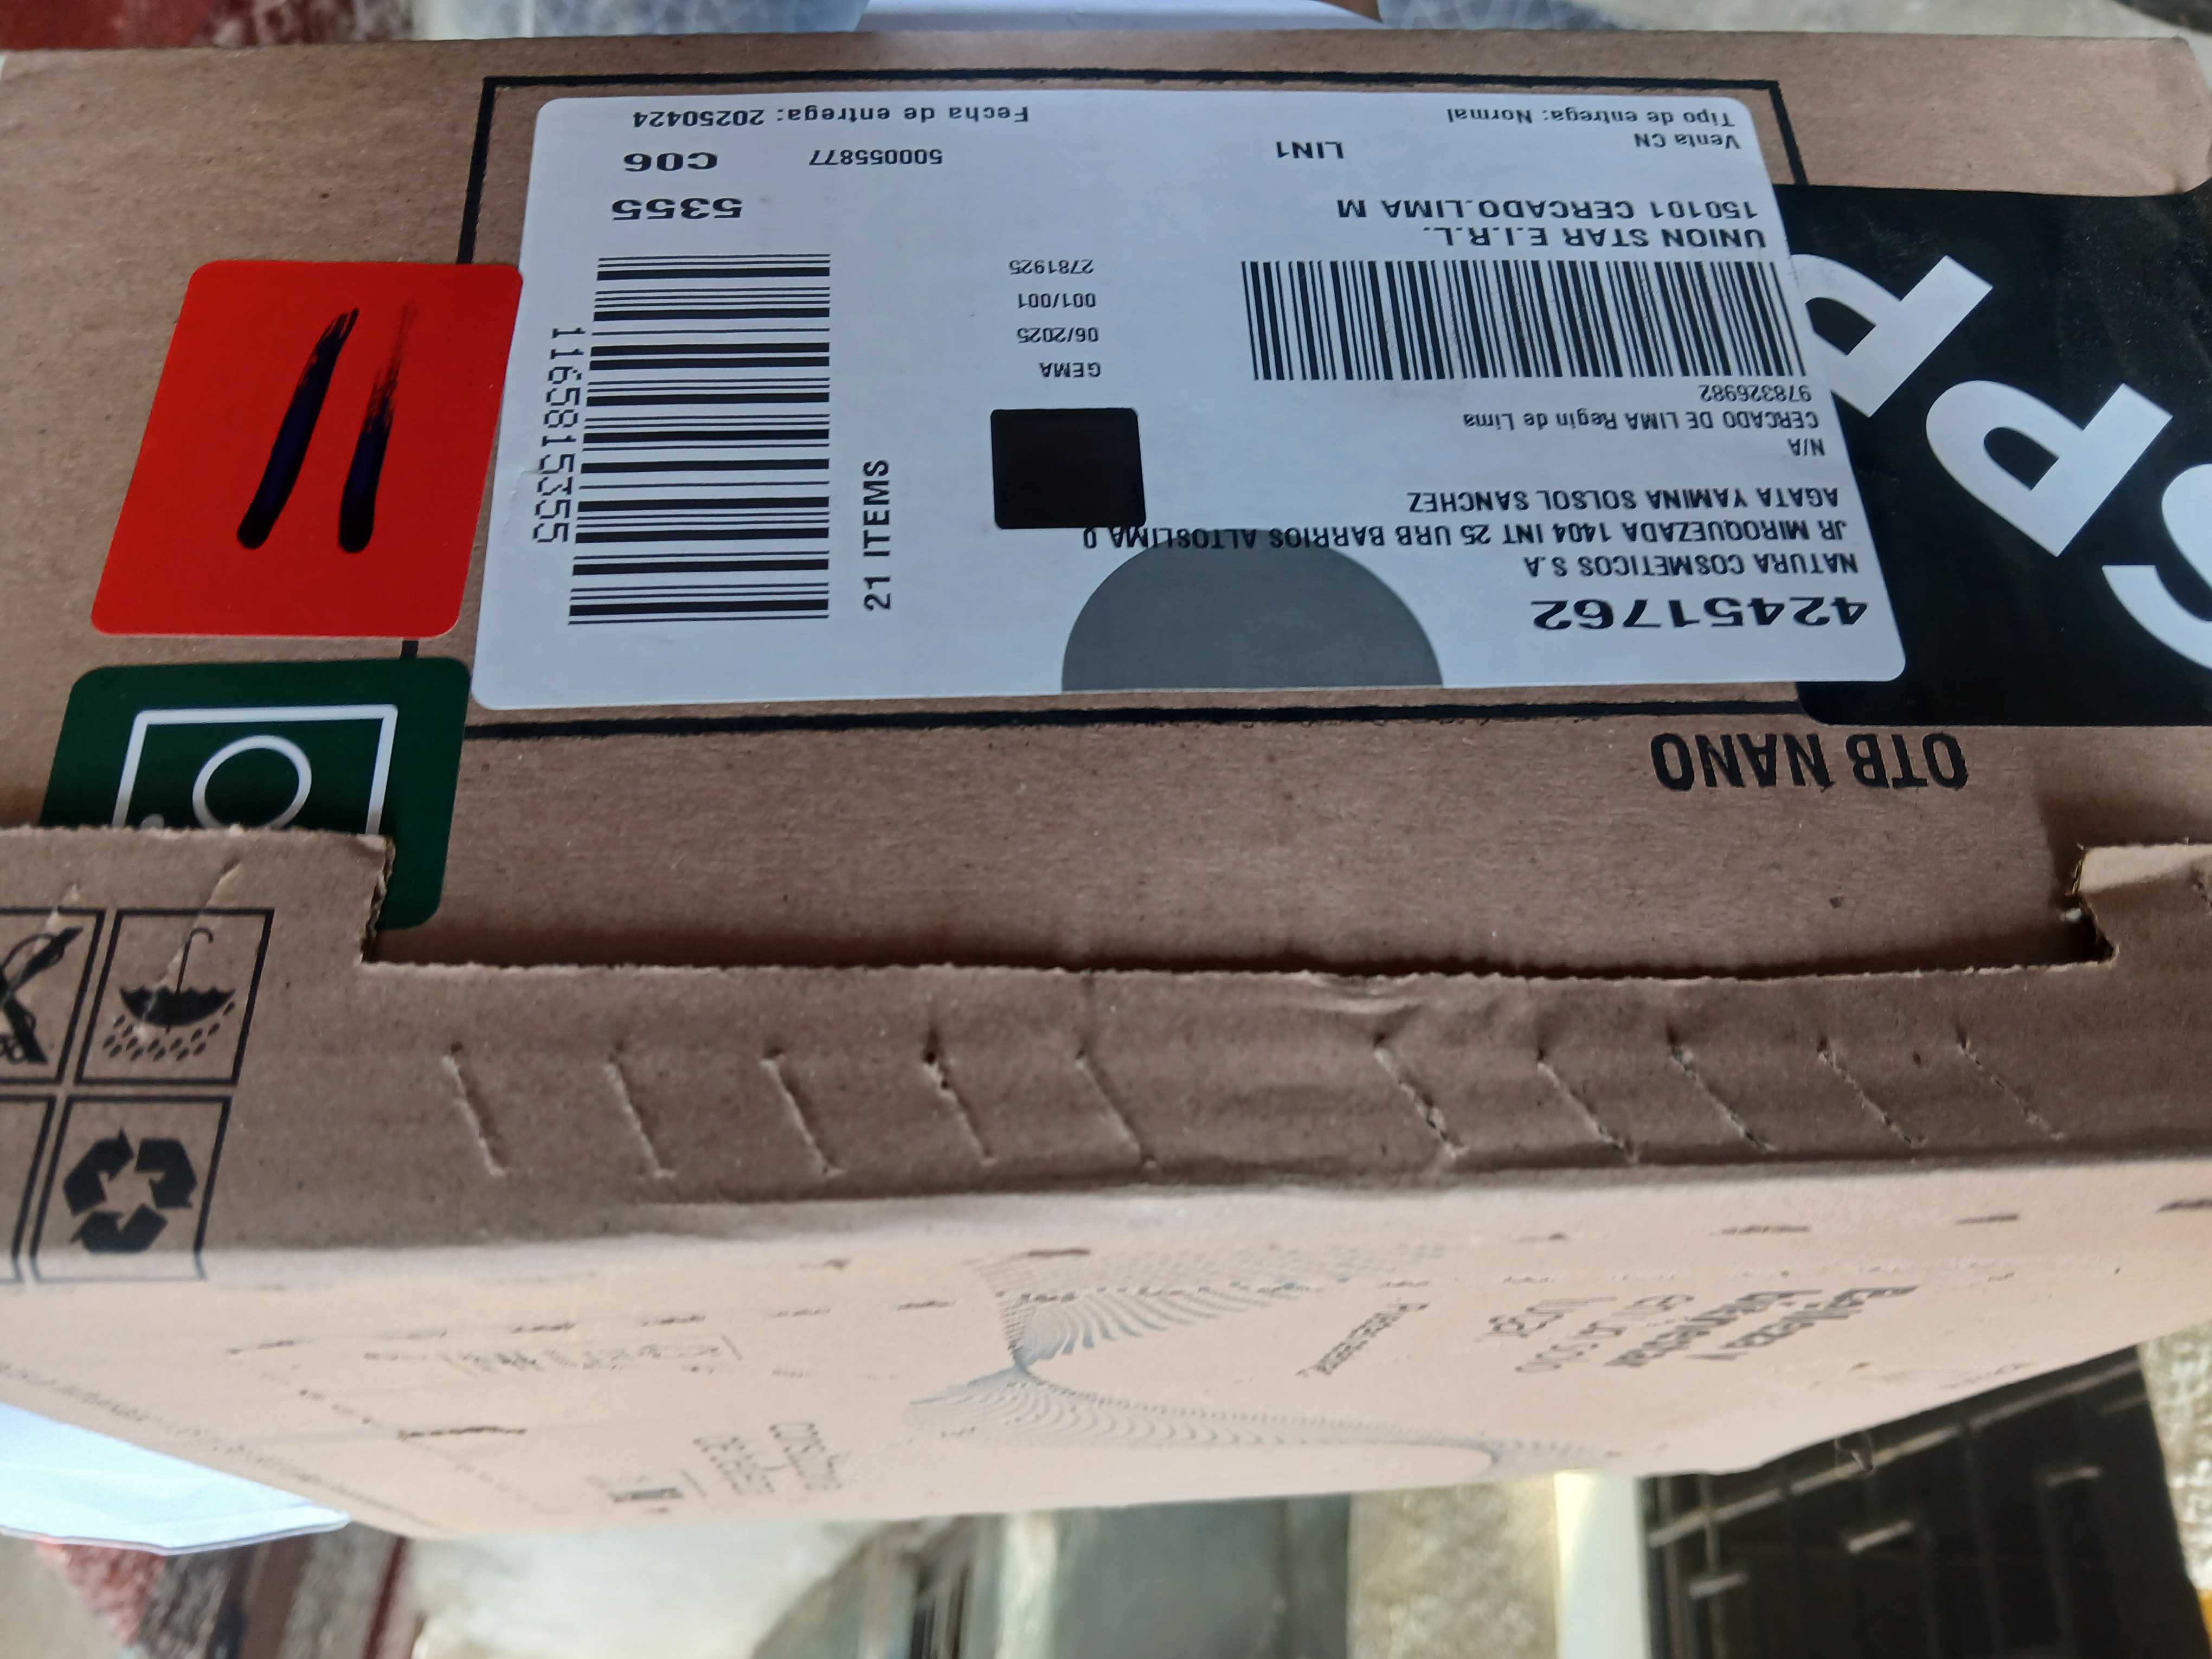 42451762
NATURA COSMETICOS S.A
JR MIROQUEZADA 1404 INT 25 URB BARRIOS ALTOSLIMA 0
AGATA YAMINA SOLSOL SANCHEZ
N/A
CERCADO DE LIMA Regin de Lima
978326982
GEMA
06/2025
001/001
2781925
UNION STAR E.I.R.L.
150101 CERCADO.LIMA M
Venta CN
LIN1
500055877
C06
Tipo de entrega: Normal
Fecha de entrega: 20250424
5355
21 ITEMS
1165815355
OTB NANO